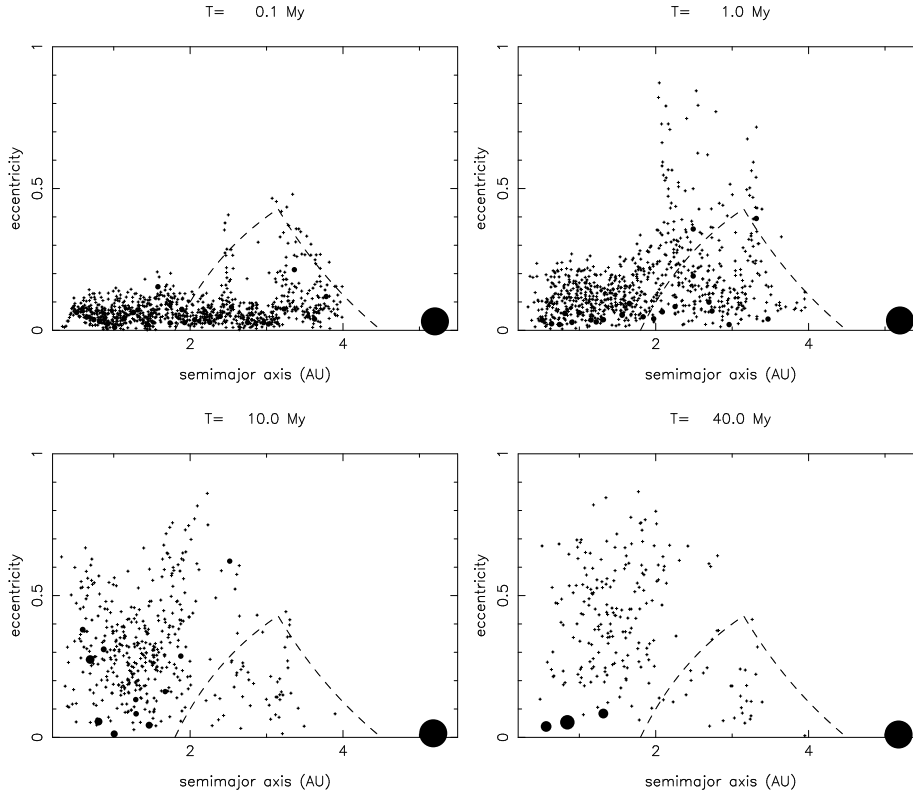 T= 0.1 My
T= 1.0 My
1
0.5
0
eccentricity
2
4
semimajor axis (AU)
1
0.5
0
eccentricity
2
4
semimajor axis (AU)
T= 10.0 My
T= 40.0 My
1
0.5
0
eccentricity
2
4
semimajor axis (AU)
1
0.5
0
eccentricity
2
4
semimajor axis (AU)